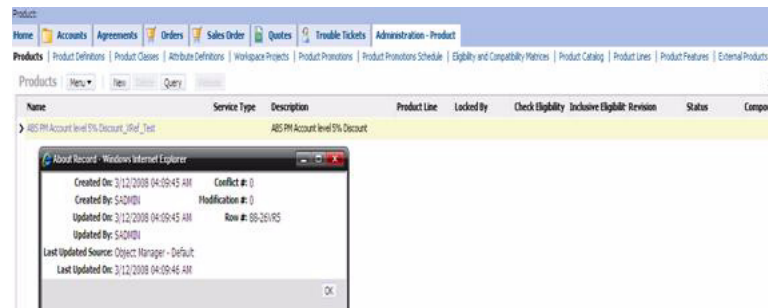 Product:
Home Accounts Agreements Orders Sales Order Quotes Trouble Tickets Administration - Product
Products | Product Definitions | Product Classes | Attribute Definitions | Workspace Projects | Product Promotions | Product Promotions Schedule | Eligibility and Compatibility Matrices | Product Catalog | Product Lines | Product Features | External Products
Products Menu New Query
Name Service Type Description Product Line Locked By Check Eligibility Inclusive Eligibilit Revision Status Compo
ABS PM Account level 5% Discount_XRef_Test ABS PM Account level 5% Discount
About Record - Windows Internet Explorer
Created On: 3/12/2008 04:09:45 AM Conflict #: 0
Created By: SADMIN Modification #: 0
Updated On: 3/12/2008 04:09:45 AM Row #: 88-26VR5
Updated By: SADMIN
Last Updated Source: Object Manager - Default
Last Updated On: 3/12/2008 04:09:46 AM
OK